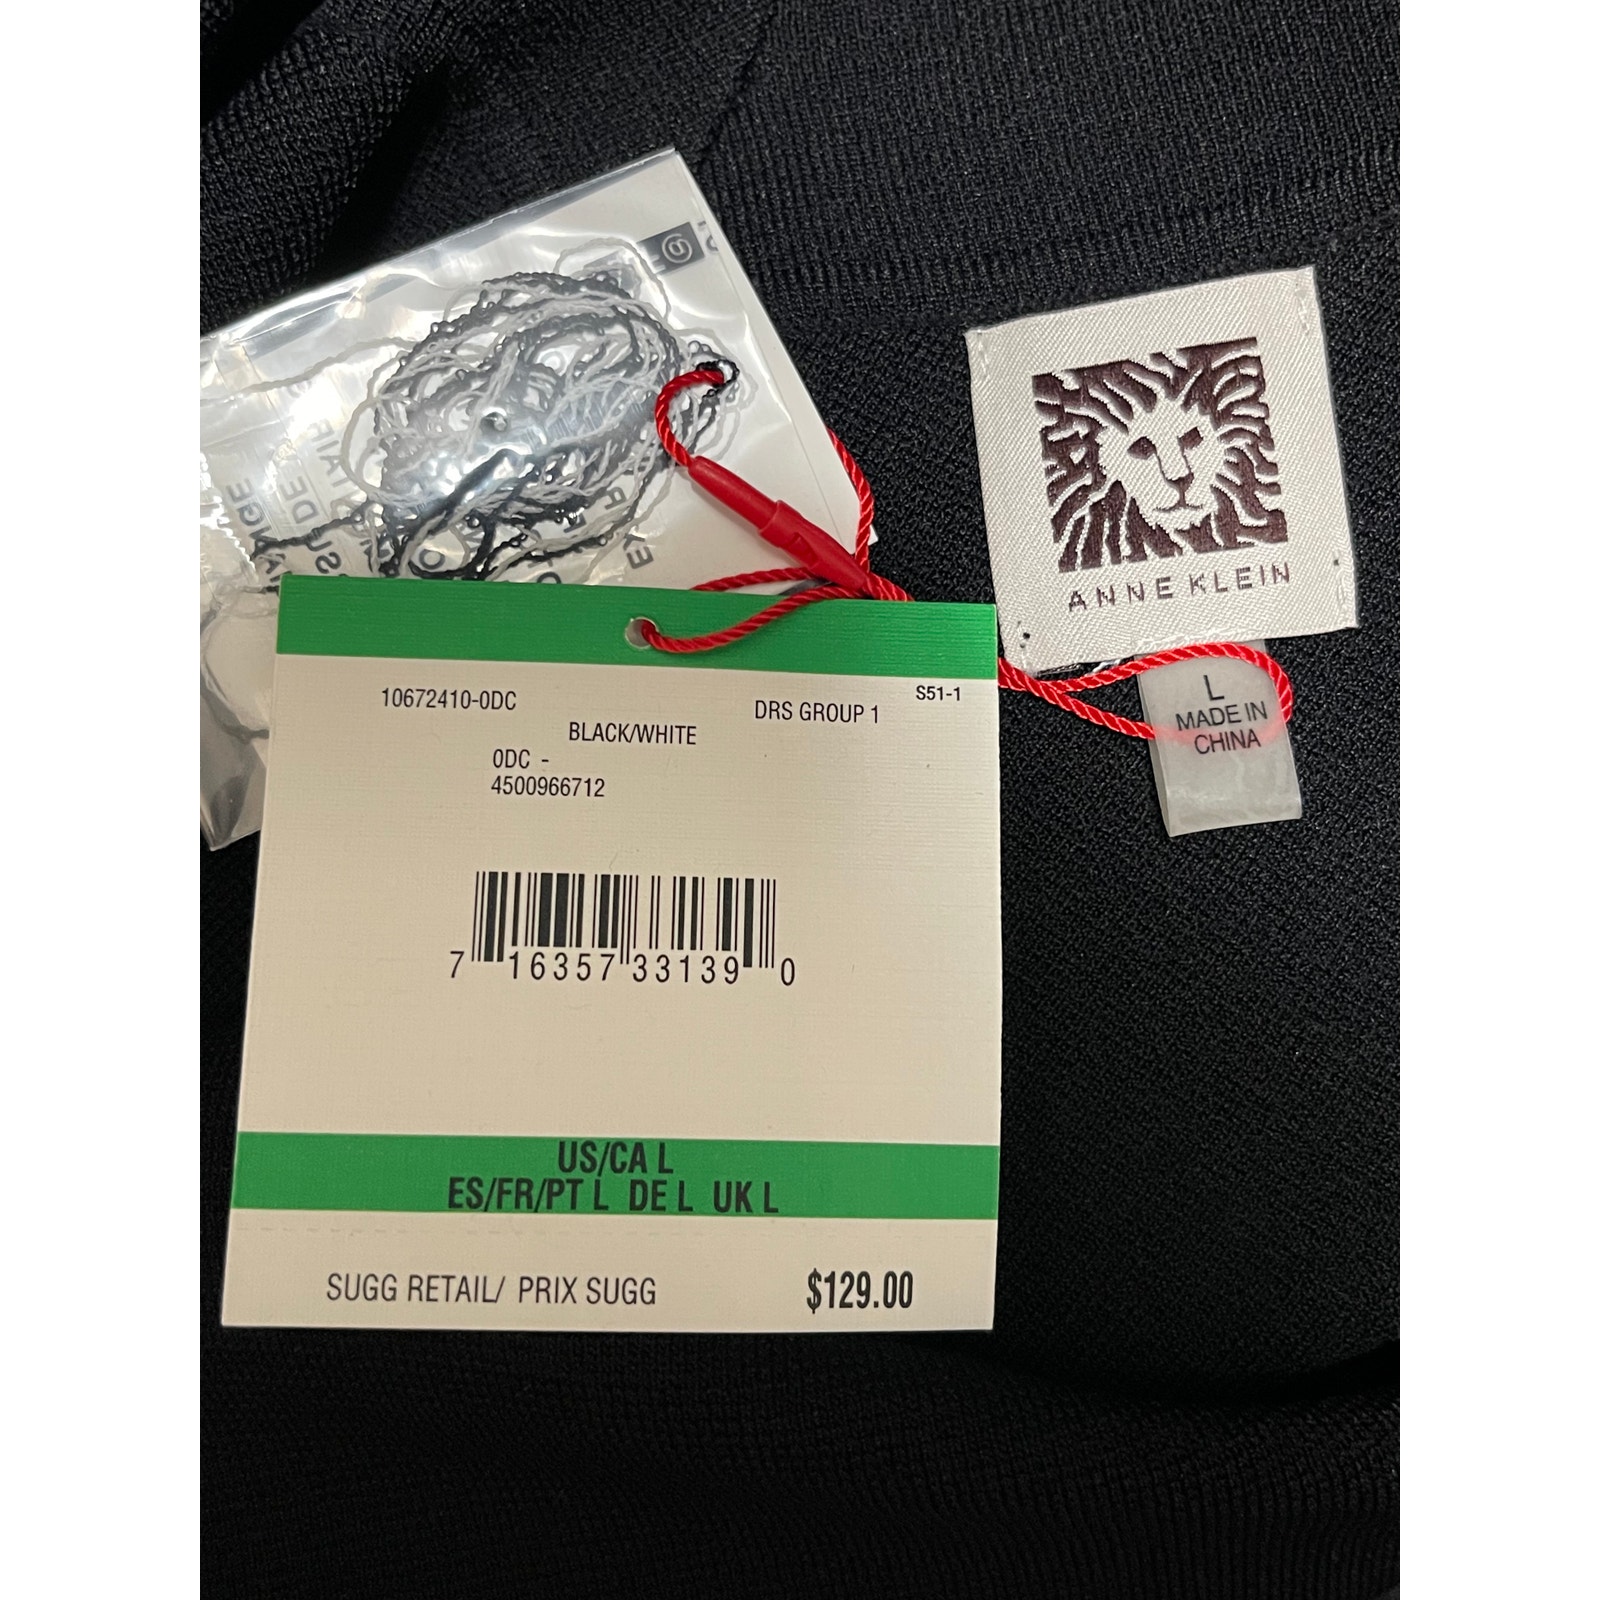 10672410-0DC
DRS GROUP 1
S51-1
BLACK/WHITE
0DC -
4500966712
7 16357 33139 0
US/CA L
ES/FR/PT L DE L UK L
SUGG RETAIL/ PRIX SUGG $129.00
ANNE KLEIN
L
MADE IN
CHINA